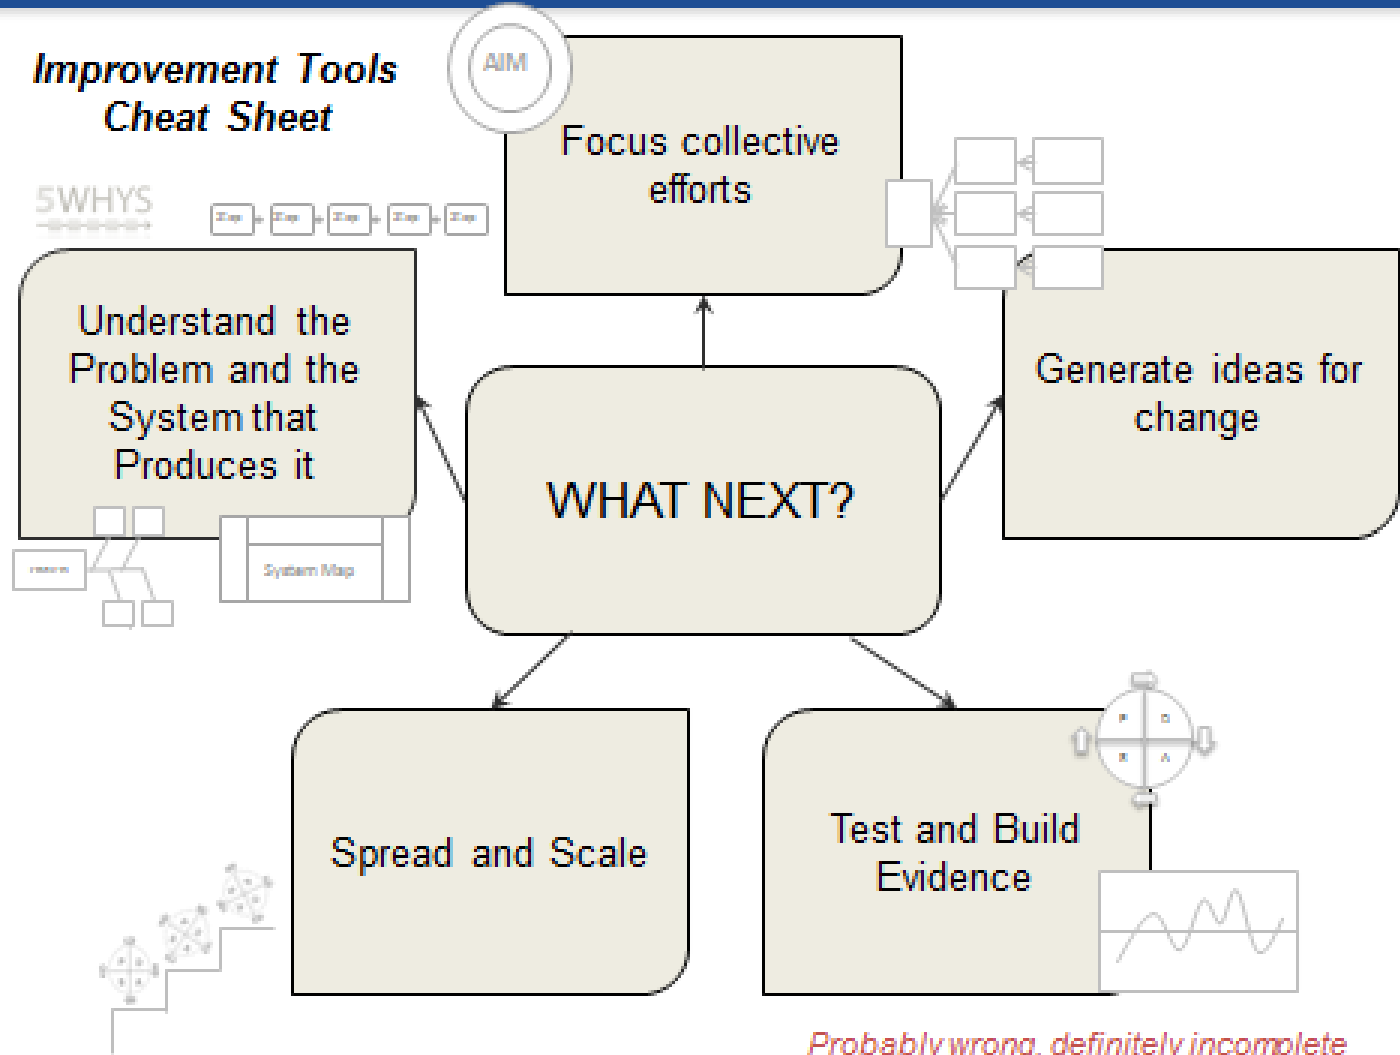 Improvement Tools
Cheat Sheet
AIM
Focus collective
efforts
5WHYS
Understand the
Problem and the
System that
Produces it
System Map
Generate ideas for
change
WHAT NEXT?
Spread and Scale
Test and Build
Evidence
P D
A
Probably wrong, definitely incomplete